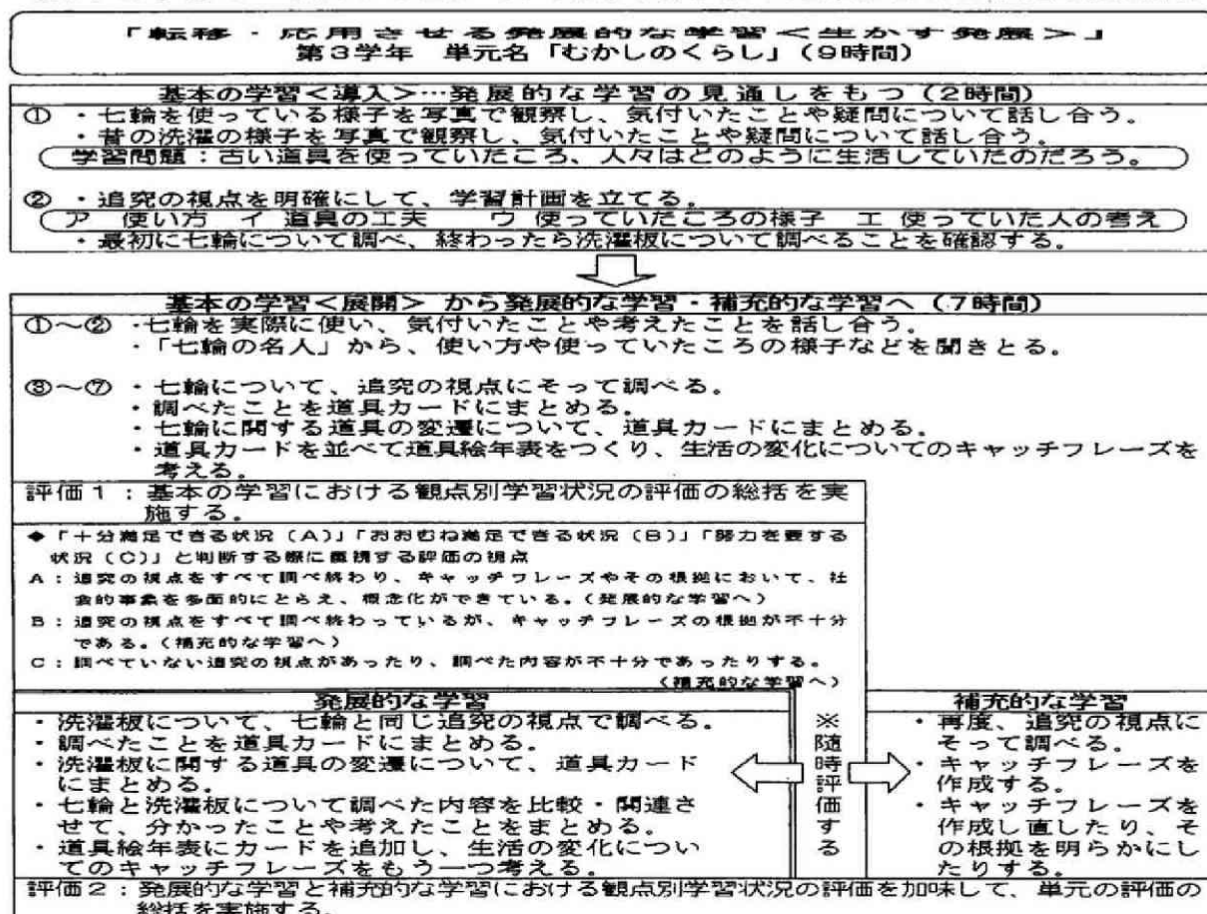 「転移・応用させる発展的な学習<生かす発展>」
第3学年 単元名「むかしのくらし」(9時間)
基本の学習<導入>…発展的な学習の見通しをもつ(2時間)
① ・七輪を使っている様子を写真で観察し、気付いたことや疑問について話し合う。
・昔の洗濯の様子を写真で観察し、気付いたことや疑問について話し合う。
学習問題:古い道具を使っていたころ、人々はどのように生活していたのだろう。
② ・追究の視点を明確にして、学習計画を立てる。
ア 使い方 イ 道具の工夫 ウ 使っていたころの様子 エ 使っていた人の考え
・最初に七輪について調べ、終わったら洗濯板について調べることを確認する。
基本の学習<展開> から発展的な学習・補充的な学習へ(7時間)
①~② ・七輪を実際に使い、気付いたことや考えたことを話し合う。
・「七輪の名人」から、使い方や使っていたころの様子などを聞きとる。
③~⑦ ・七輪について、追究の視点にそって調べる。
・調べたことを道具カードにまとめる。
・七輪に関する道具の変遷について、道具カードにまとめる。
・道具カードを並べて道具絵年表をつくり、生活の変化についてのキャッチフレーズを
考える。
評価1:基本の学習における観点別学習状況の評価の総括を実
施する。
◆「十分満足できる状況(A)」「おおむね満足できる状況(B)」「努力を要する
状況(C)」と判断する際に重視する評価の視点
A:追究の視点をすべて調べ終わり、キャッチフレーズやその根拠において、社
会的事象を多面的にとらえ、概念化ができている。(発展的な学習へ)
B:追究の視点をすべて調べ終わっているが、キャッチフレーズの根拠が不十分
である。(補充的な学習へ)
C:調べていない追究の視点があったり、調べた内容が不十分であったりする。
(補充的な学習へ)
発展的な学習
・洗濯板について、七輪と同じ追究の視点で調べる。
・調べたことを道具カードにまとめる。
・洗濯板に関する道具の変遷について、道具カード
にまとめる。
・七輪と洗濯板について調べた内容を比較・関連さ
せて、分かったことや考えたことをまとめる。
・道具絵年表にカードを追加し、生活の変化につい
てのキャッチフレーズをもう一つ考える。
※随時評価する
補充的な学習
・再度、追究の視点に
そって調べる。
・キャッチフレーズを
作成する。
・キャッチフレーズを
作成し直したり、そ
の根拠を明らかにし
たりする。
評価2:発展的な学習と補充的な学習における観点別学習状況の評価を加味して、単元の評価の
総括を実施する。